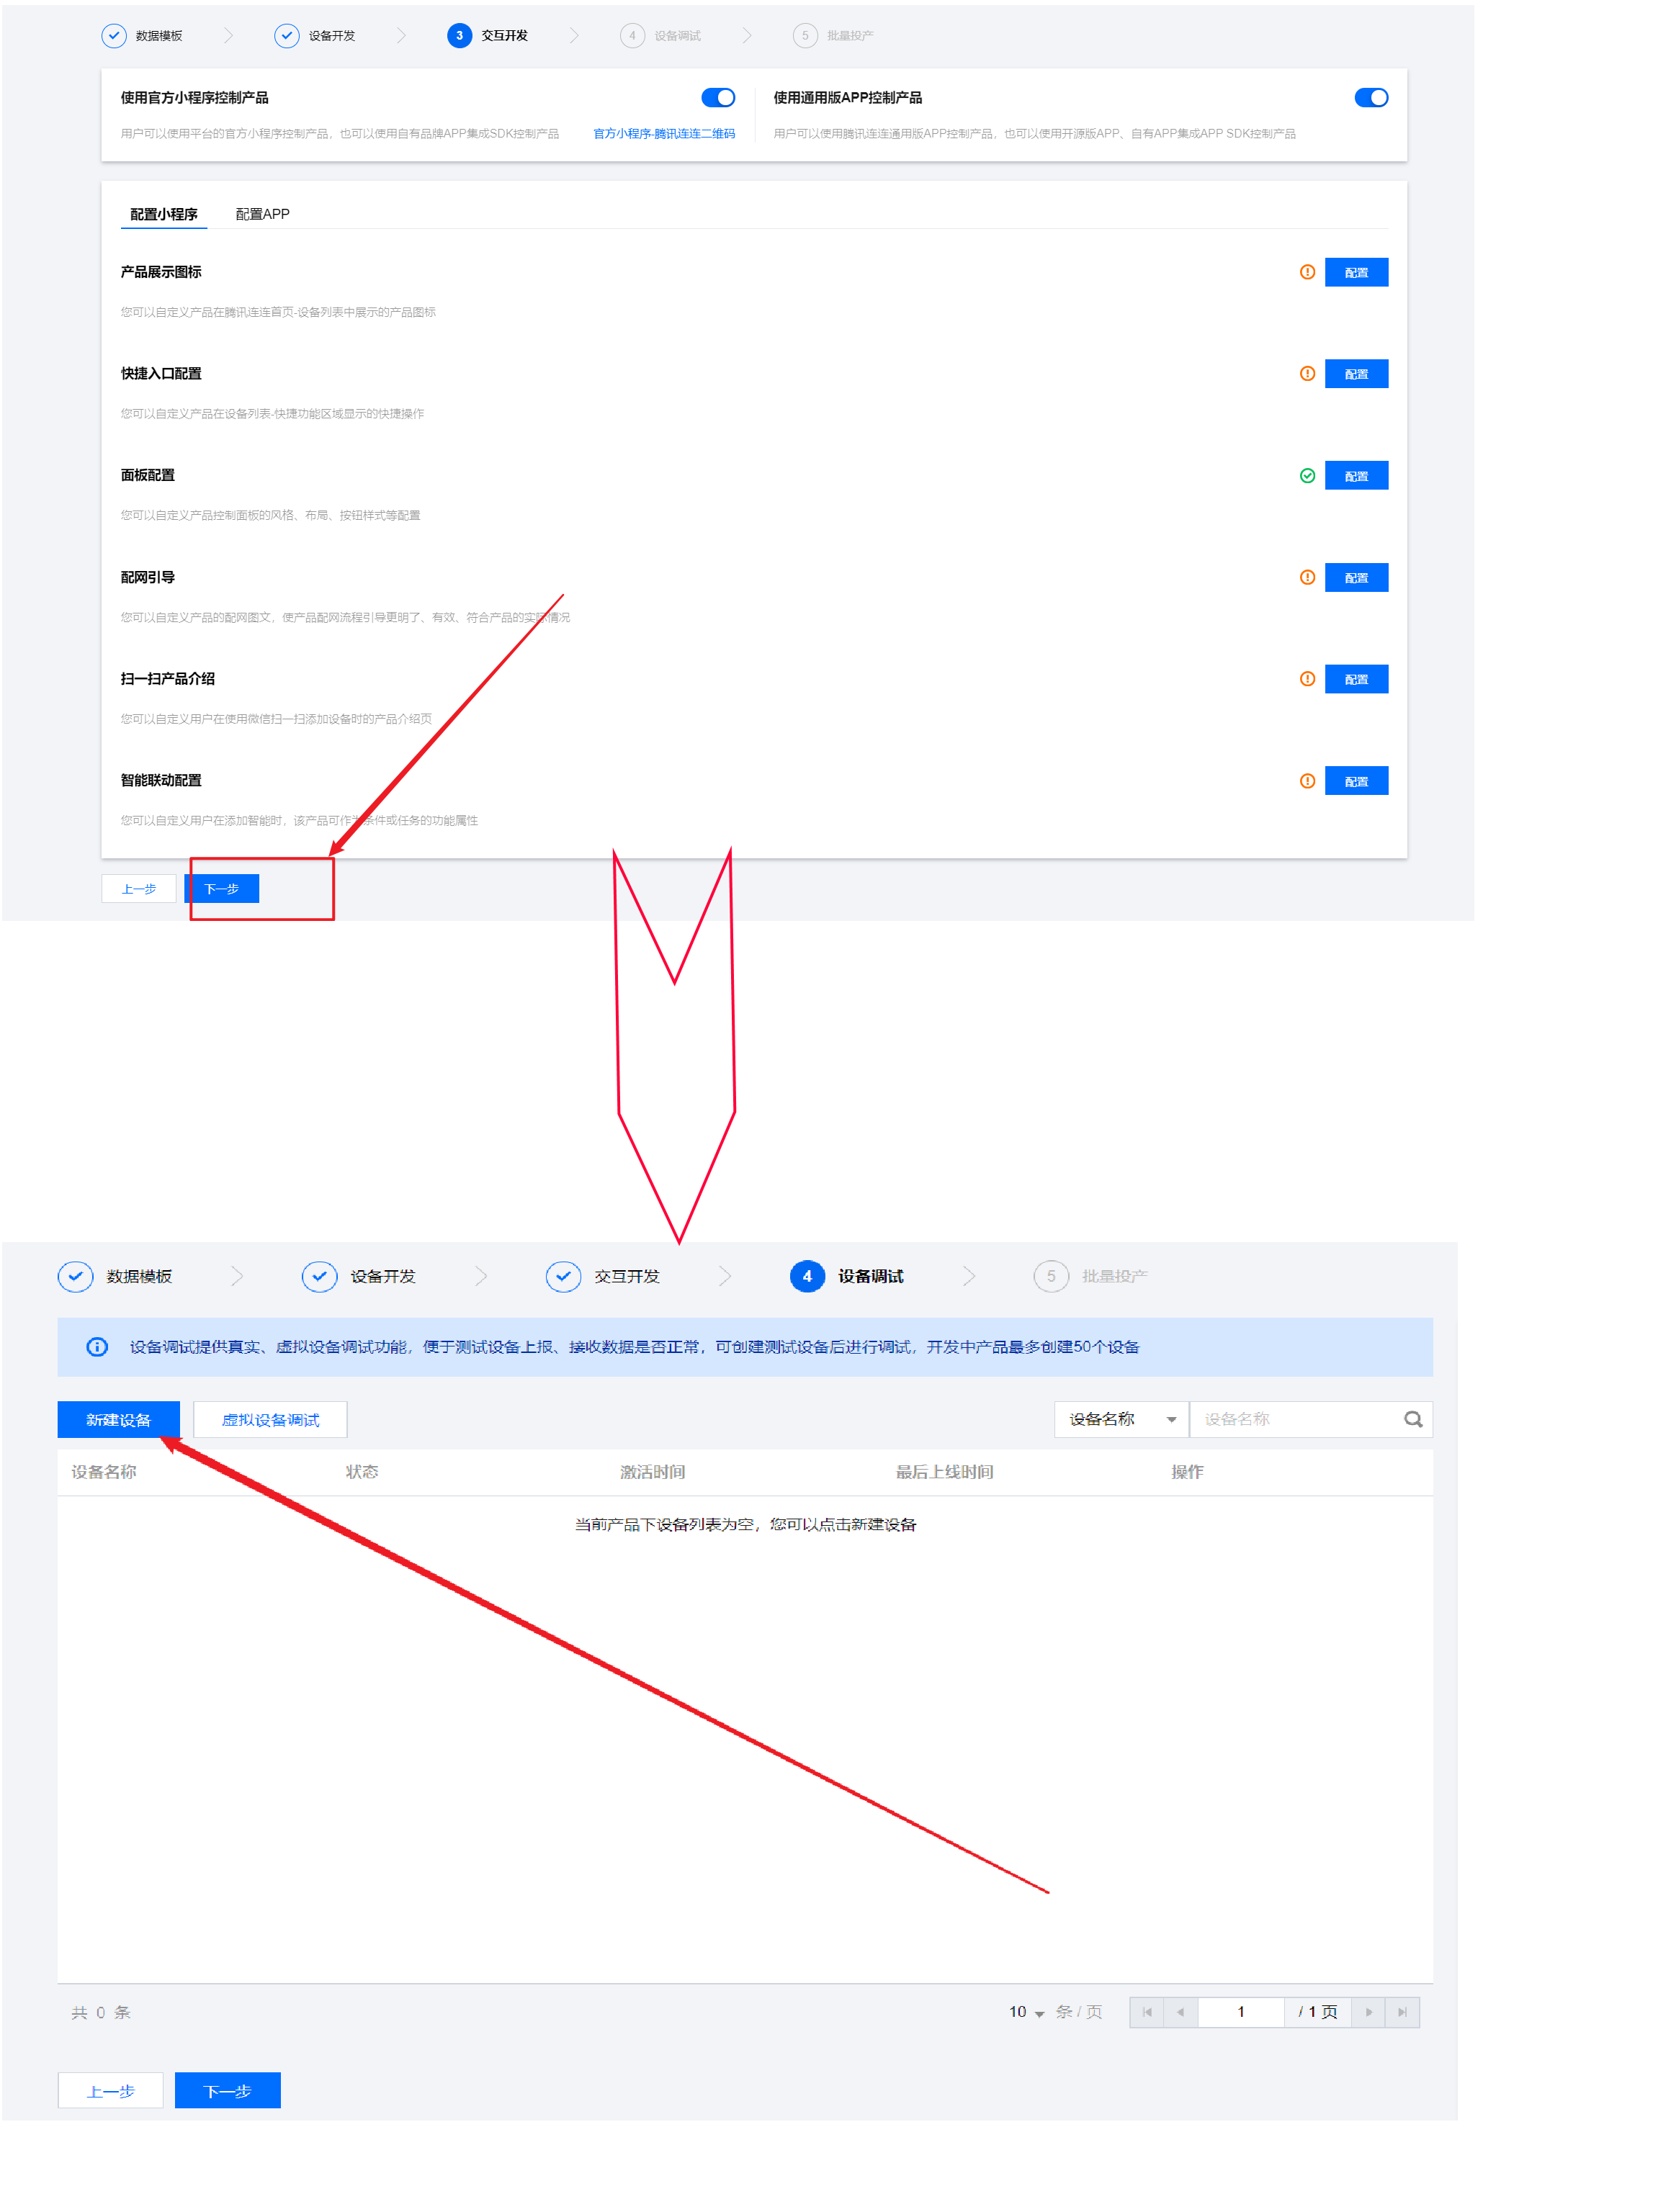 数据模板
设备开发
3 交互开发
4 设备调试
5 批量投产
使用官方小程序控制产品
用户可以使用平台的官方小程序控制产品，也可以使用自有品牌APP集成SDK控制产品
官方小程序-腾讯连连二维码
使用通用版APP控制产品
用户可以使用腾讯连连通用版APP控制产品，也可以使用开源版APP、自有APP集成APP SDK控制产品
配置小程序 配置APP
产品展示图标
配置
您可以自定义产品在腾讯连连首页-设备列表中展示的产品图标
快捷入口配置
配置
您可以自定义产品在设备列表-快捷功能区域显示的快捷操作
面板配置
配置
您可以自定义产品控制面板的风格、布局、按钮样式等配置
配网引导
配置
您可以自定义产品的配网图文，使产品配网流程引导更明了、有效、符合产品的实际情况
扫一扫产品介绍
配置
您可以自定义用户在使用微信扫一扫添加设备时的产品介绍页
智能联动配置
配置
您可以自定义用户在添加智能时，该产品可作为条件或任务的功能属性
上一步 下一步
数据模板
设备开发
交互开发
4 设备调试
5 批量投产
设备调试提供真实、虚拟设备调试功能，便于测试设备上报、接收数据是否正常，可创建测试设备后进行调试，开发中产品最多创建50个设备
新建设备 虚拟设备调试 设备名称 设备名称
设备名称 状态 激活时间 最后上线时间 操作
当前产品下设备列表为空，您可以点击新建设备
共 0 条 10 条 / 页 1 / 1 页
上一步 下一步